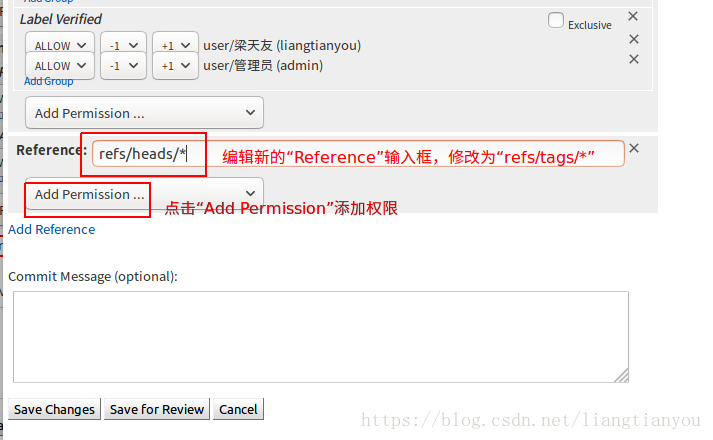 Add Group
Label Verified
Exclusive
ALLOW -1 +1 user/梁天友 (liangtianyou)
ALLOW -1 +1 user/管理员 (admin)
Add Group
Add Permission ...
Reference: refs/heads/* 编辑新的“Reference”输入框，修改为“refs/tags/*”
Add Permission ...
点击“Add Permission”添加权限
Add Reference
Commit Message (optional):
Save Changes Save for Review Cancel
https://blog.csdn.net/liangtianyou